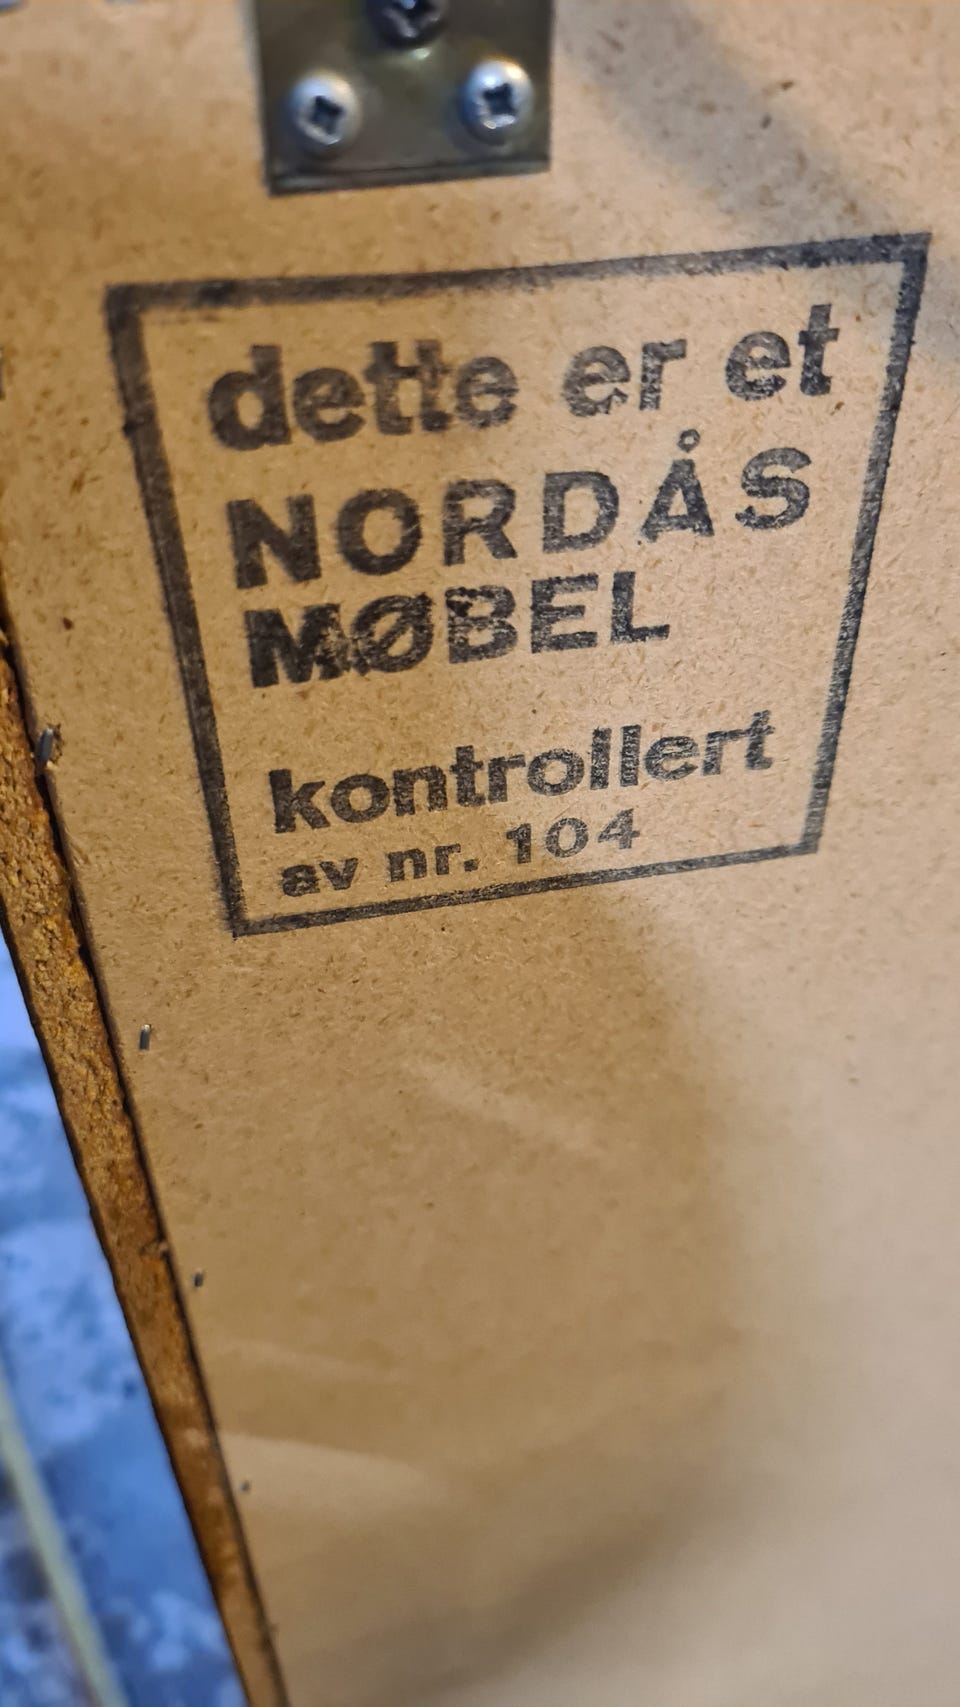 dette er et
NORDÅS
MØBEL
kontrollert
av nr. 104